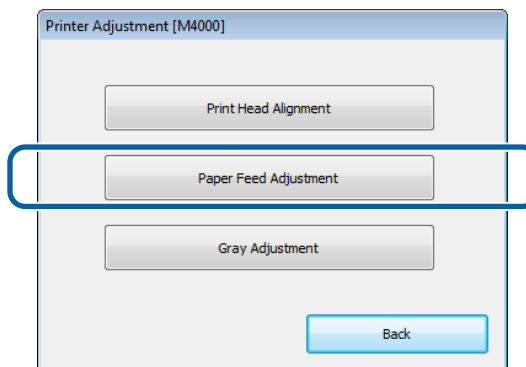 Printer Adjustment [M4000]
Print Head Alignment
Paper Feed Adjustment
Gray Adjustment
Back